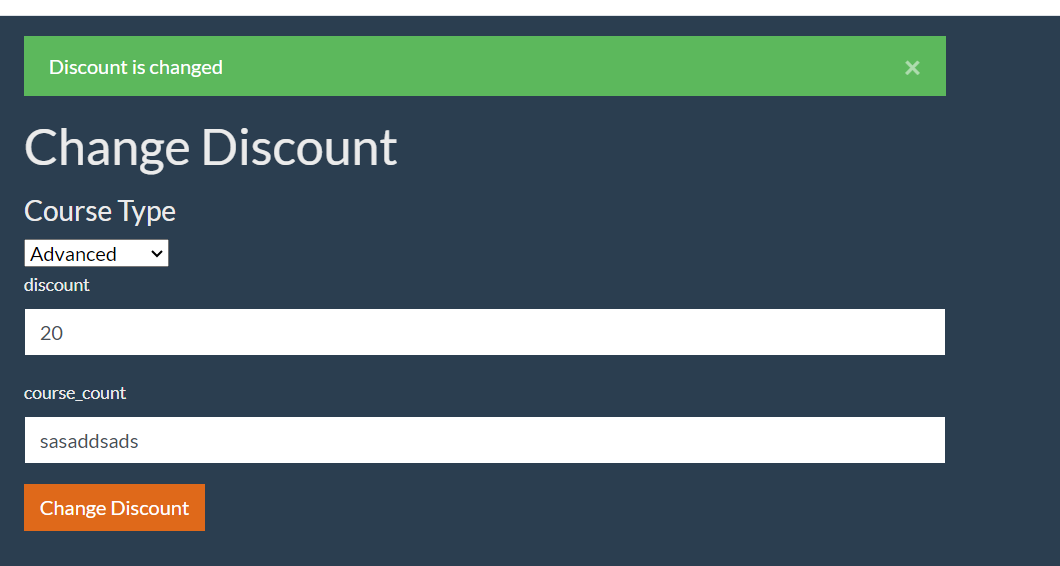 Discount is changed ×
Change Discount
Course Type
Advanced
discount
20
course_count
sasaddsads
Change Discount